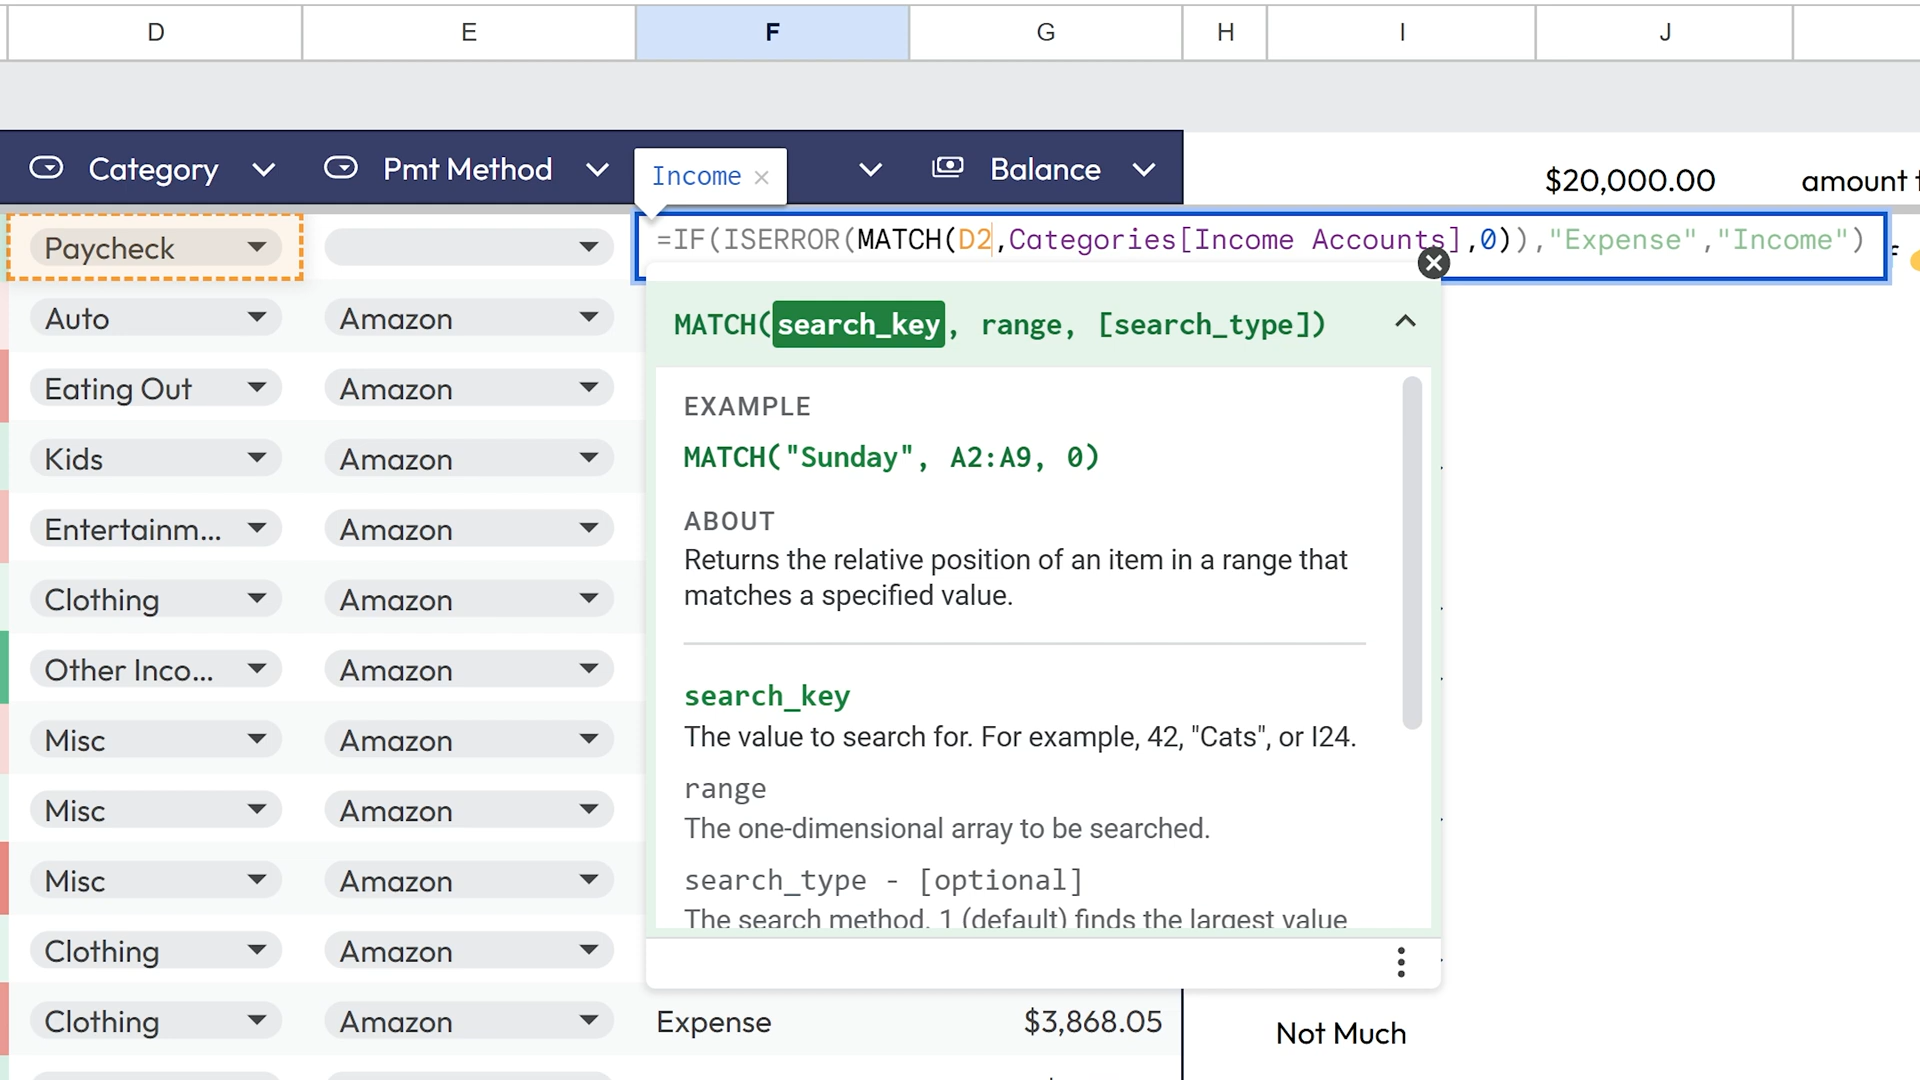 D E F G H I J
Category Pmt Method Income × Balance
$20,000.00 amount
Paycheck =IF(ISERROR(MATCH(D2,Categories[Income Accounts],0)),"Expense","Income")
MATCH(search_key, range, [search_type])
Auto Amazon
Eating Out Amazon
EXAMPLE
MATCH("Sunday", A2:A9, 0)
Kids Amazon
ABOUT
Entertainm... Amazon
Returns the relative position of an item in a range that
matches a specified value.
Clothing Amazon
Other Inco... Amazon
search_key
The value to search for. For example, 42, "Cats", or I24.
Misc Amazon
range
The one-dimensional array to be searched.
Misc Amazon
search_type - [optional]
The search method. 1 (default) finds the largest value
Misc Amazon
Clothing Amazon
Clothing Amazon Expense $3,868.05
Not Much